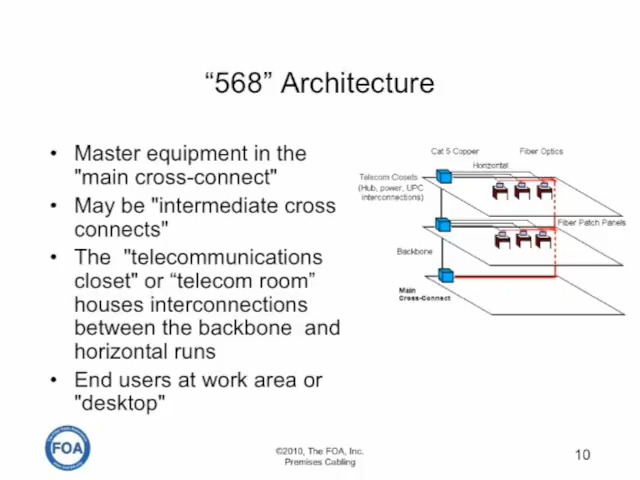 “568” Architecture
• Master equipment in the
"main cross-connect"
• May be "intermediate cross
connects"
• The "telecommunications
closet" or “telecom room”
houses interconnections
between the backbone and
horizontal runs
• End users at work area or
"desktop"
Cat 5 Copper
Fiber Optics
Horizontal
Telecom Closets
(Hub, power, UPC
interconnections)
Fiber Patch Panels
Backbone
Main
Cross-Connect
FOA
©2010, The FOA, Inc.
Premises Cabling
10